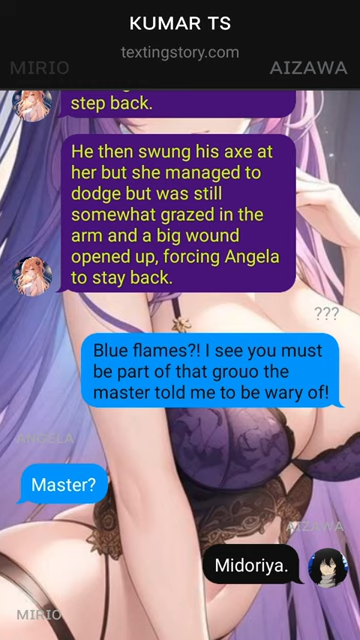 KUMAR TS
textingstory.com
MIRIO
AIZAWA
step back.
He then swung his axe at
her but she managed to
dodge but was still
somewhat grazed in the
arm and a big wound
opened up, forcing Angela
to stay back.
???
Blue flames?! I see you must
be part of that grouo the
master told me to be wary of!
ANGELA
Master?
AIZAWA
Midoriya.
MIRIO